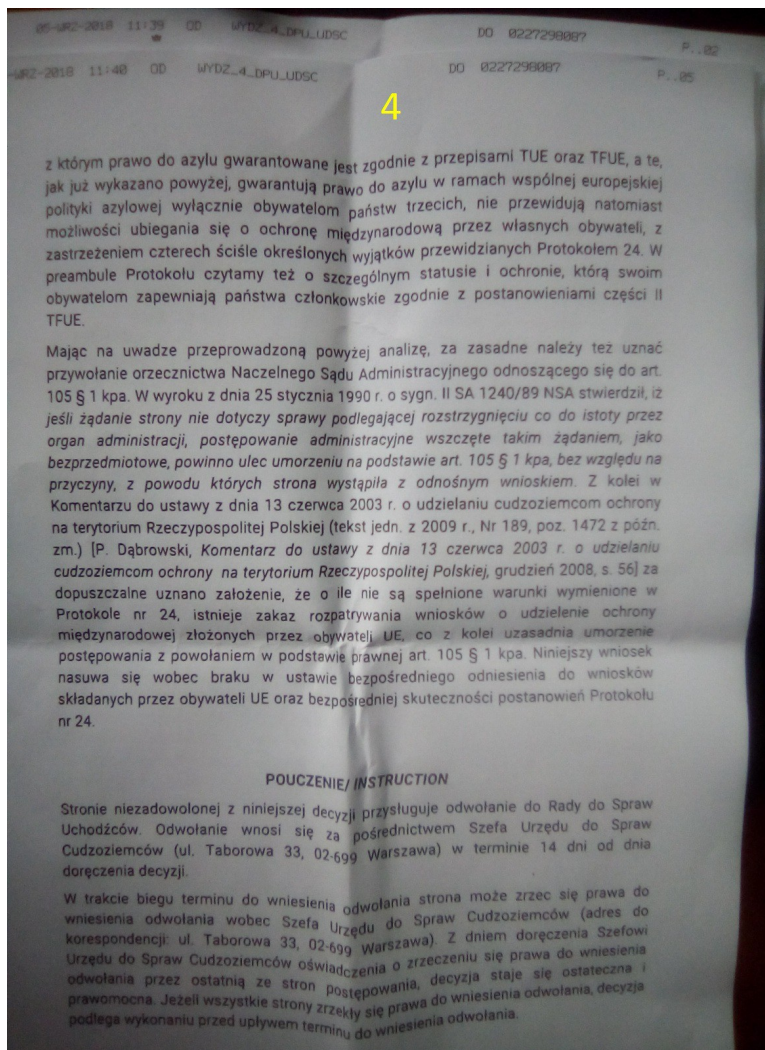 05-WRZ-2018 11:39 OD WYDZ_4_DPU_UDSC DO 0227298087 P..02
-WRZ-2018 11:40 OD WYDZ_4_DPU_UDSC DO 0227298087 P..05
4
z którym prawo do azylu gwarantowane jest zgodnie z przepisami TUE oraz TFUE, a te,
jak już wykazano powyżej, gwarantują prawo do azylu w ramach wspólnej europejskiej
polityki azylowej wyłącznie obywatelom państw trzecich, nie przewidują natomiast
możliwości ubiegania się o ochronę międzynarodową przez własnych obywateli, z
zastrzeżeniem czterech ściśle określonych wyjątków przewidzianych Protokołem 24. W
preambule Protokołu czytamy też o szczególnym statusie i ochronie, którą swoim
obywatelom zapewniają państwa członkowskie zgodnie z postanowieniami części II
TFUE.
Mając na uwadze przeprowadzoną powyżej analizę, za zasadne należy też uznać
przywołanie orzecznictwa Naczelnego Sądu Administracyjnego odnoszącego się do art.
105 § 1 kpa. W wyroku z dnia 25 stycznia 1990 r. o sygn. II SA 1240/89 NSA stwierdził, iż
jeśli żądanie strony nie dotyczy sprawy podlegającej rozstrzygnięciu co do istoty przez
organ administracji, postępowanie administracyjne wszczęte takim żądaniem, jako
bezprzedmiotowe, powinno ulec umorzeniu na podstawie art. 105 § 1 kpa, bez względu na
przyczyny, z powodu których strona wystąpiła z odnośnym wnioskiem. Z kolei w
Komentarzu do ustawy z dnia 13 czerwca 2003 r. o udzielaniu cudzoziemcom ochrony
na terytorium Rzeczypospolitej Polskiej (tekst jedn. z 2009 r., Nr 189, poz. 1472 z późn.
zm.) [P. Dąbrowski, Komentarz do ustawy z dnia 13 czerwca 2003 r. o udzielaniu
cudzoziemcom ochrony na terytorium Rzeczypospolitej Polskiej, grudzień 2008, s. 56] za
dopuszczalne uznano założenie, że o ile nie są spełnione warunki wymienione w
Protokole nr 24, istnieje zakaz rozpatrywania wniosków o udzielenie ochrony
międzynarodowej złożonych przez obywateli UE, co z kolei uzasadnia umorzenie
postępowania z powołaniem w podstawie prawnej art. 105 § 1 kpa. Niniejszy wniosek
nasuwa się wobec braku w ustawie bezpośredniego odniesienia do wniosków
składanych przez obywateli UE oraz bezpośredniej skuteczności postanowień Protokołu
nr 24.
POUCZENIE/ INSTRUCTION
Stronie niezadowolonej z niniejszej decyzji przysługuje odwołanie do Rady do Spraw
Uchodźców. Odwołanie wnosi się za pośrednictwem Szefa Urzędu do Spraw
Cudzoziemców (ul. Taborowa 33, 02-699 Warszawa) w terminie 14 dni od dnia
doręczenia decyzji.
W trakcie biegu terminu do wniesienia odwołania strona może zrzec się prawa do
wniesienia odwołania wobec Szefa Urzędu do Spraw Cudzoziemców (adres do
korespondencji: ul. Taborowa 33, 02-699 Warszawa). Z dniem doręczenia Szefowi
Urzędu do Spraw Cudzoziemców oświadczenia o zrzeczeniu się prawa do wniesienia
odwołania przez ostatnią ze stron postępowania, decyzja staje się ostateczna i
prawomocna. Jeżeli wszystkie strony zrzekły się prawa do wniesienia odwołania, decyzja
podlega wykonaniu przed upływem terminu do wniesienia odwołania.